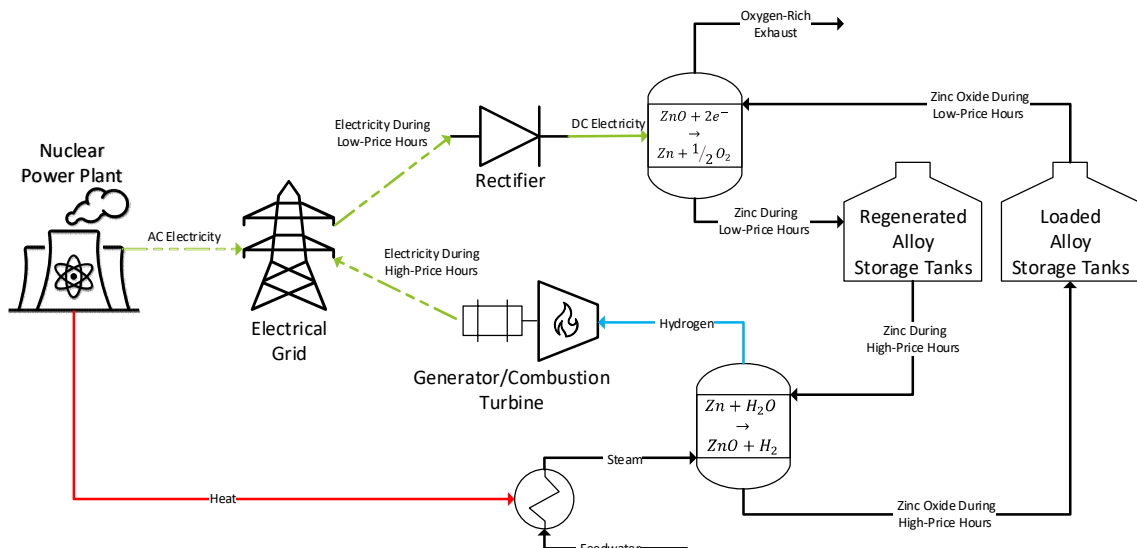 Oxygen-Rich
Exhaust
Zinc Oxide During
Low-Price Hours
Electricity During
Low-Price Hours
DC Electricity
ZnO + 2e⁻
→
Zn + 1/2 O₂
Rectifier
Nuclear
Power Plant
AC Electricity
Zinc During
Low-Price Hours
Regenerated
Alloy
Storage Tanks
Loaded
Alloy
Storage Tanks
Electricity During
High-Price Hours
Electrical
Grid
Hydrogen
Zinc During
High-Price Hours
Generator/Combustion
Turbine
Zn + H₂O
→
ZnO + H₂
Steam
Heat
Zinc Oxide During
High-Price Hours
Feedwater